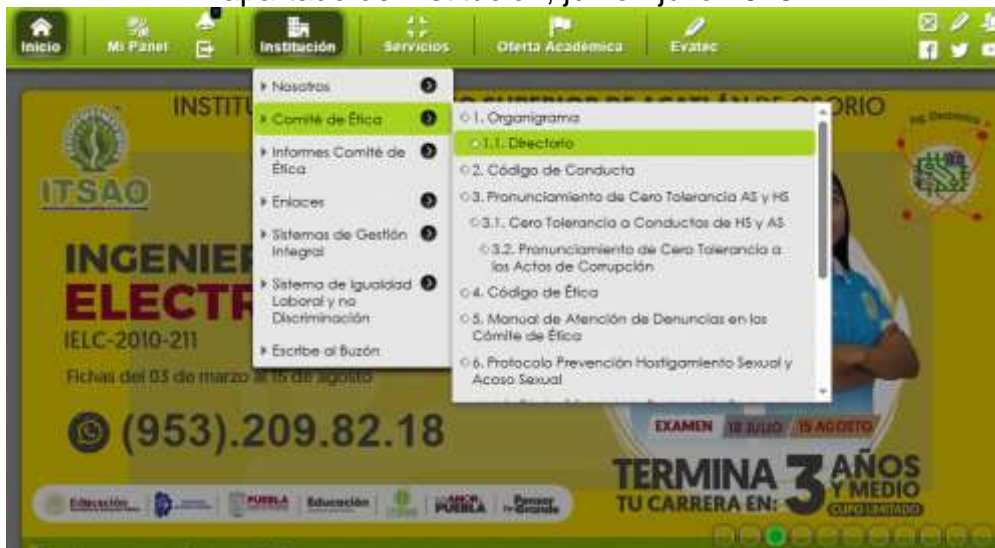 Inicio
Mi Panel
Institución
Servicios
Oferta Académica
Evatec
Nosotros
Comité de Ética
Informes Comité de
Ética
Enlaces
Sistemas de Gestión
Integral
Sistema de Igualdad
Laboral y no
Discriminación
Escribe al Buzón
1. Organigrama
1.1. Directorio
2. Código de Conducta
3. Pronunciamiento de Cero Tolerancia AS y HS
3.1. Cero Tolerancia a Conductas de HS y AS
3.2. Pronunciamiento de Cero Tolerancia a
los Actos de Corrupción
4. Código de Ética
5. Manual de Atención de Denuncias en los
Cómite de Ética
6. Protocolo Prevención Hostigamiento Sexual y
Acoso Sexual
ITSAO
IELC-2010-211
Fichas del 03 de marzo al 15 de agosto
(953).209.82.18
EXAMEN 18 JULIO 15 AGOSTO
TERMINA 3 AÑOS
TU CARRERA EN: Y MEDIO
CUPO LIMITADO
Educación
PUEBLA
Educación
PUEBLA
Pensar
en Grande